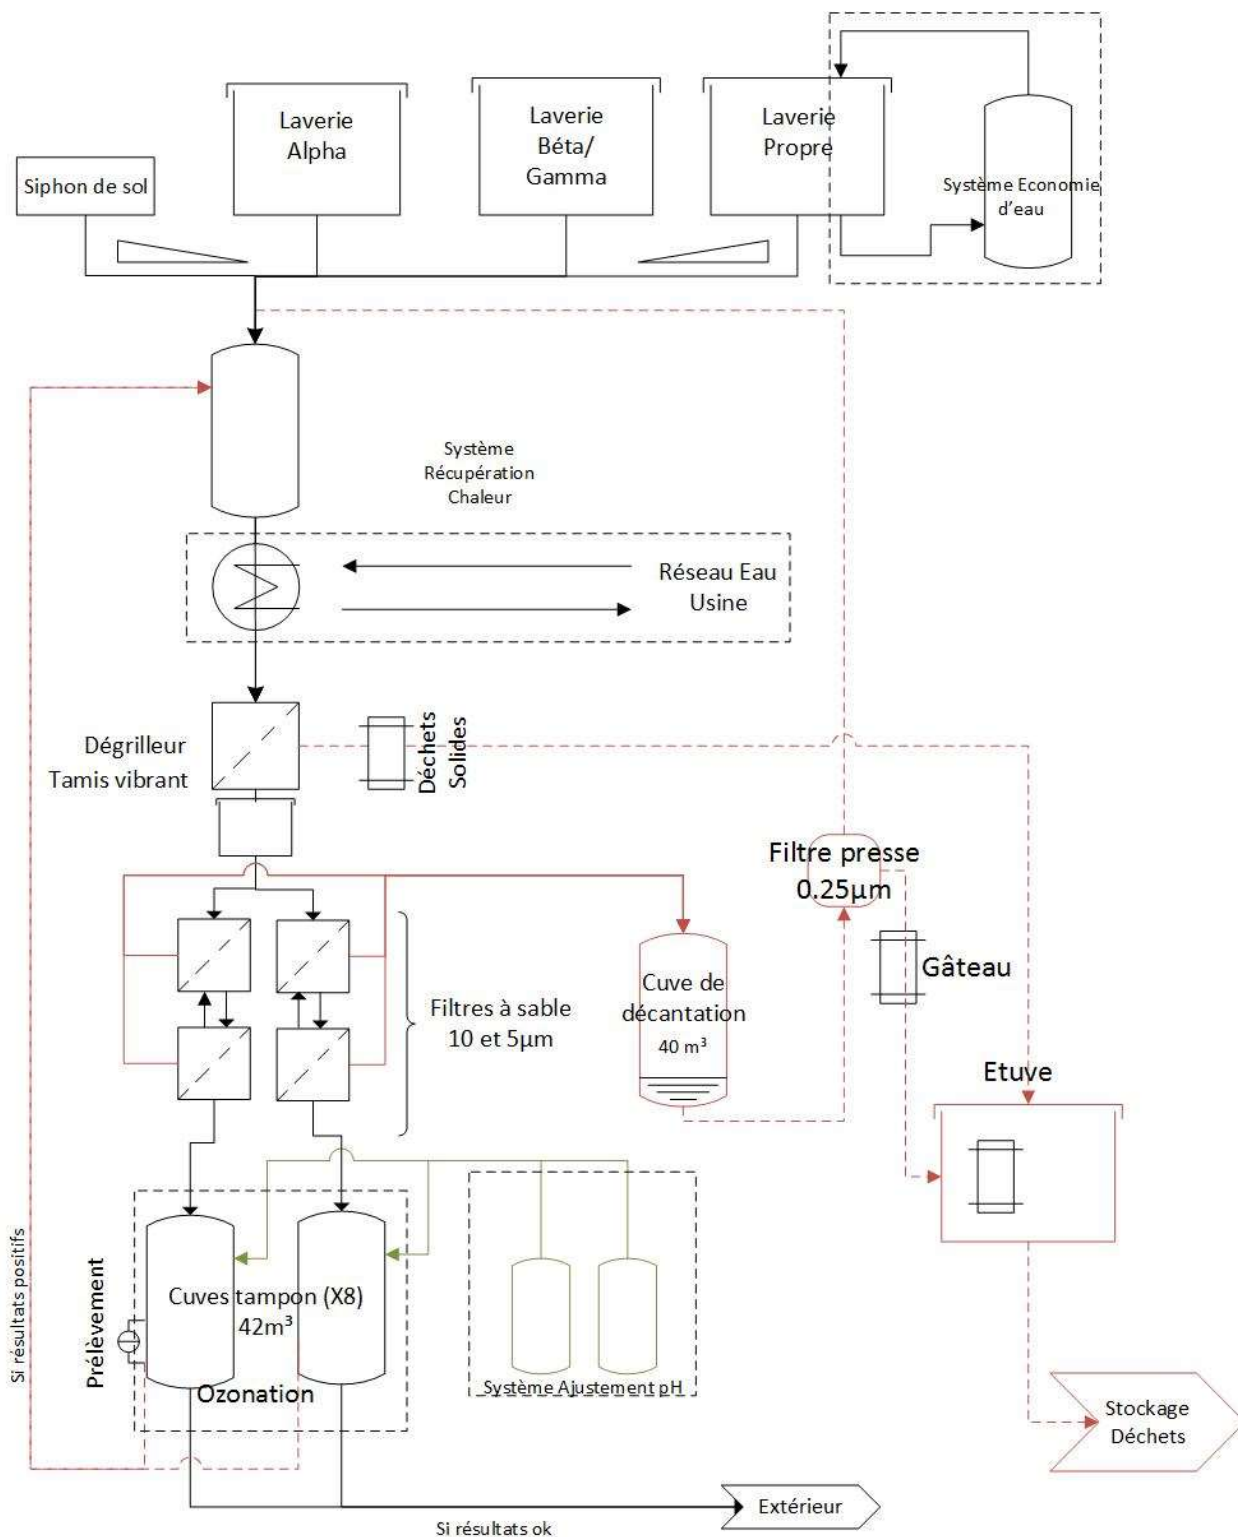 Laverie
Alpha
Laverie
Béta/
Gamma
Laverie
Propre
Siphon de sol
Système Economie
d'eau
Système
Récupération
Chaleur
Réseau Eau
Usine
Dégrilleur
Tamis vibrant
Déchets
Solides
Filtre presse
0.25µm
Gâteau
Cuve de
décantation
40 m³
Filtres à sable
10 et 5µm
Etuve
Si résultats positifs
Prélèvement
Cuves tampon (X8)
42m³
Ozonation
Système Ajustement pH
Stockage
Déchets
Extérieur
Si résultats ok